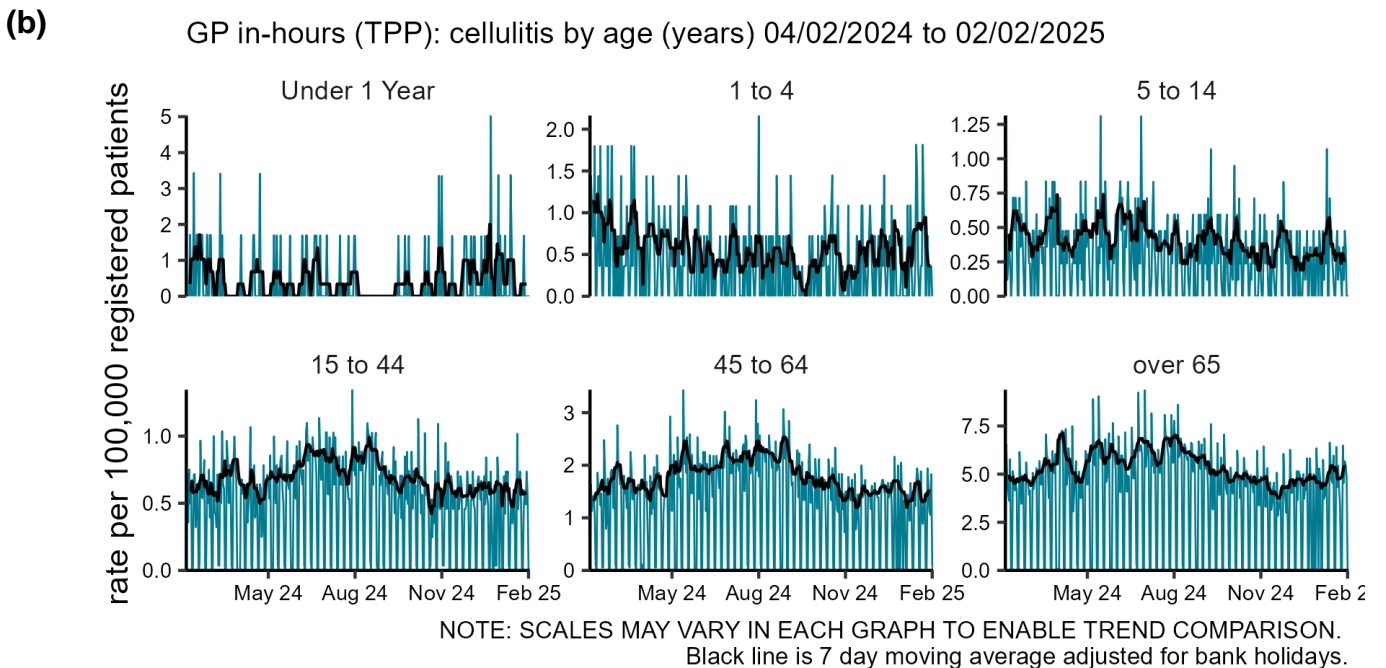 (b)
GP in-hours (TPP): cellulitis by age (years) 04/02/2024 to 02/02/2025
rate per 100,000 registered patients
Under 1 Year
5
4
3
2
1
0
1 to 4
2.0
1.5
1.0
0.5
0.0
5 to 14
1.25
1.00
0.75
0.50
0.25
0.00
15 to 44
1.0
0.5
0.0
May 24 Aug 24 Nov 24 Feb 25
45 to 64
3
2
1
0
May 24 Aug 24 Nov 24 Feb 25
over 65
7.5
5.0
2.5
0.0
May 24 Aug 24 Nov 24 Feb 2
NOTE: SCALES MAY VARY IN EACH GRAPH TO ENABLE TREND COMPARISON.
Black line is 7 day moving average adjusted for bank holidays.